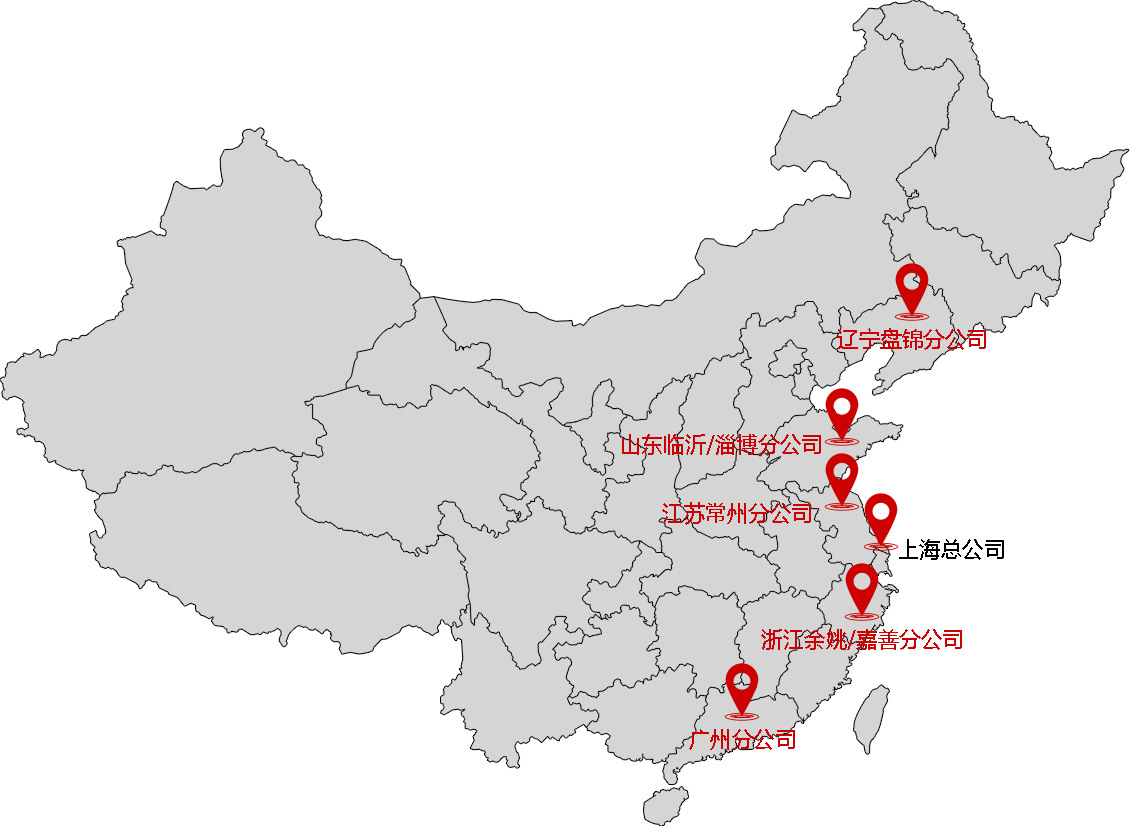 辽宁盘锦分公司
山东临沂/淄博分公司
江苏常州分公司
上海总公司
浙江余姚/嘉善分公司
广州分公司